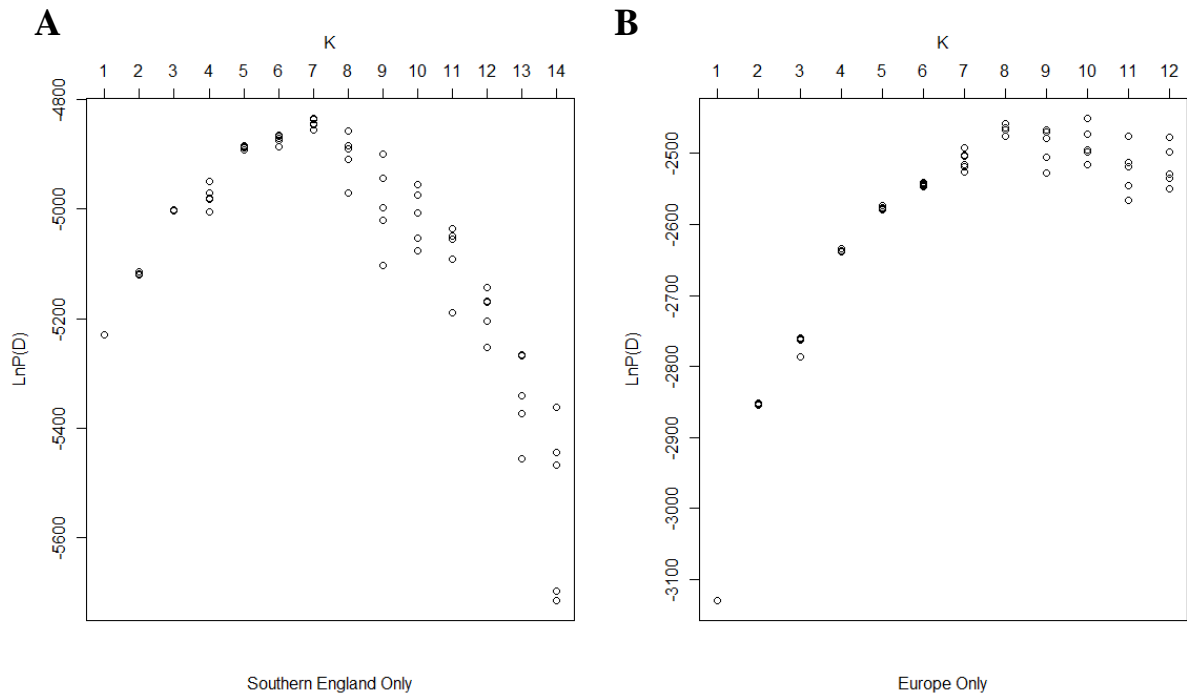 A
K
1 2 3 4 5 6 7 8 9 10 11 12 13 14
-4800
-5000
-5200
-5400
-5600
LnP(D)
Southern England Only
B
K
1 2 3 4 5 6 7 8 9 10 11 12
-2500
-2600
-2700
-2800
-2900
-3000
-3100
LnP(D)
Europe Only